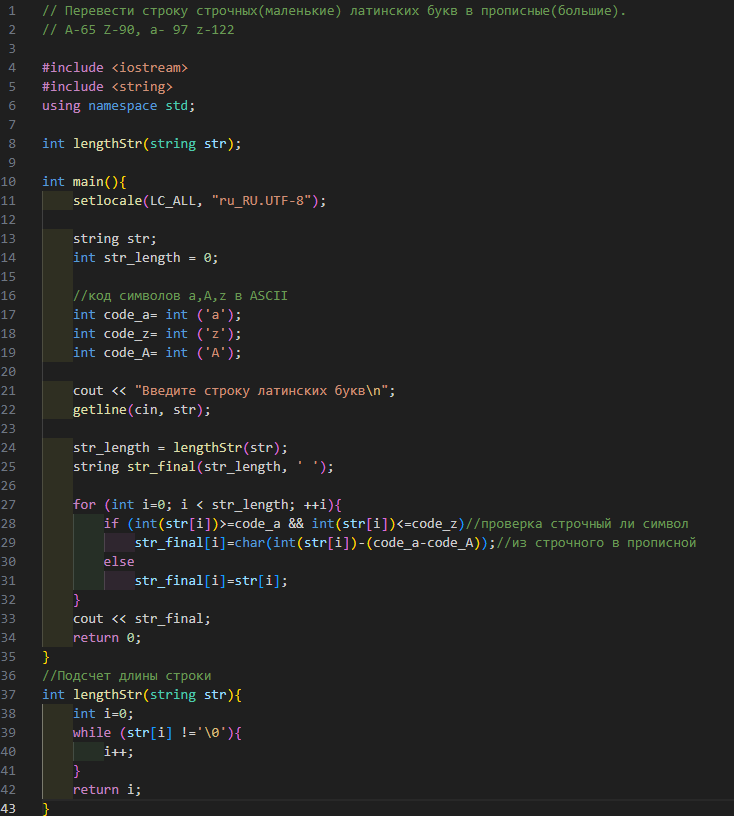 1 // Перевести строку строчных(маленькие) латинских букв в прописные(большие).
2 // A-65 Z-90, a- 97 z-122
3
4 #include <iostream>
5 #include <string>
6 using namespace std;
7
8 int lengthStr(string str);
9
10 int main(){
11     setlocale(LC_ALL, "ru_RU.UTF-8");
12
13     string str;
14     int str_length = 0;
15
16     //код символов a,A,z в ASCII
17     int code_a= int ('a');
18     int code_z= int ('z');
19     int code_A= int ('A');
20
21     cout << "Введите строку латинских букв\n";
22     getline(cin, str);
23
24     str_length = lengthStr(str);
25     string str_final(str_length, ' ');
26
27     for (int i=0; i < str_length; ++i){
28         if (int(str[i])>=code_a && int(str[i])<=code_z)//проверка строчный ли символ
29             str_final[i]=char(int(str[i])-(code_a-code_A));//из строчного в прописной
30         else
31             str_final[i]=str[i];
32     }
33     cout << str_final;
34     return 0;
35 }
36 //Подсчет длины строки
37 int lengthStr(string str){
38     int i=0;
39     while (str[i] !='\0'){
40         i++;
41     }
42     return i;
43 }